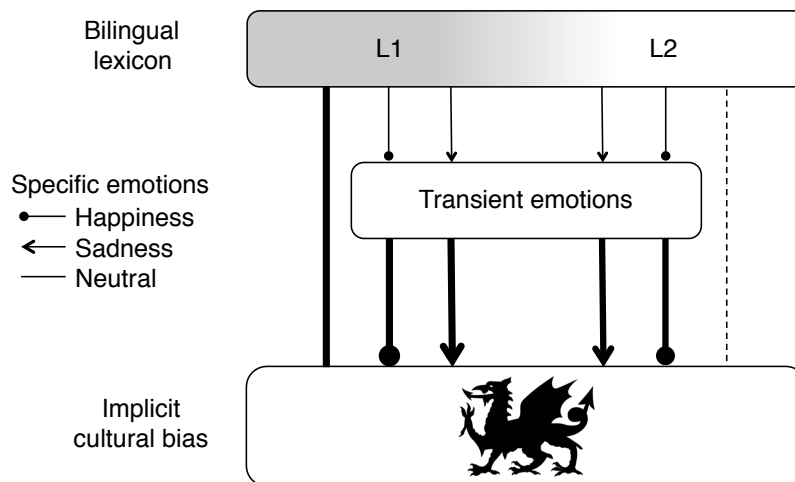 Bilingual
lexicon
L1
L2
Specific emotions
Happiness
Sadness
Neutral
Transient emotions
Implicit
cultural bias